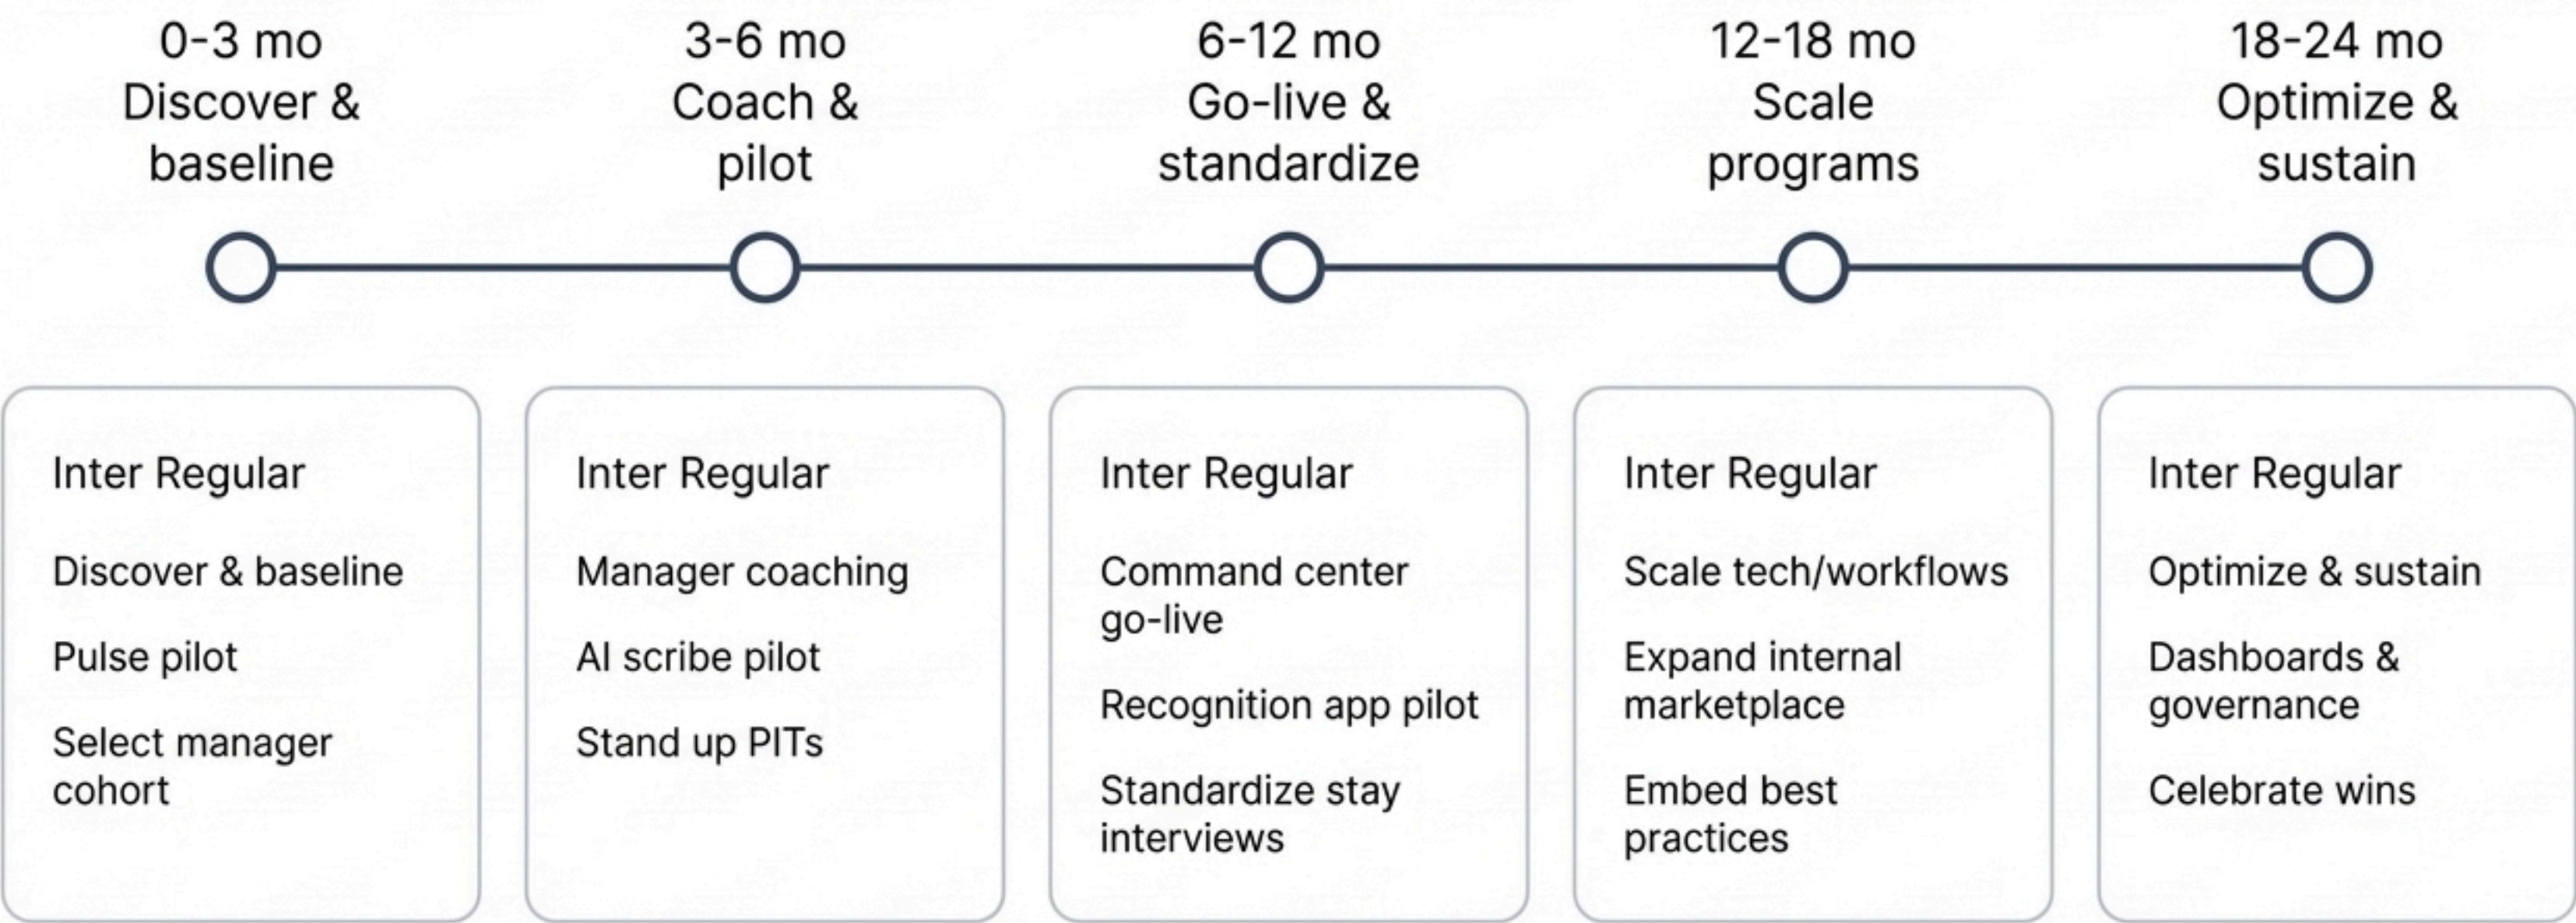 0-3 mo
Discover &
baseline
3-6 mo
Coach &
pilot
6-12 mo
Go-live &
standardize
12-18 mo
Scale
programs
18-24 mo
Optimize &
sustain
Inter Regular
Discover & baseline
Pulse pilot
Select manager
cohort
Inter Regular
Manager coaching
AI scribe pilot
Stand up PITs
Inter Regular
Command center
go-live
Recognition app pilot
Standardize stay
interviews
Inter Regular
Scale tech/workflows
Expand internal
marketplace
Embed best
practices
Inter Regular
Optimize & sustain
Dashboards &
governance
Celebrate wins